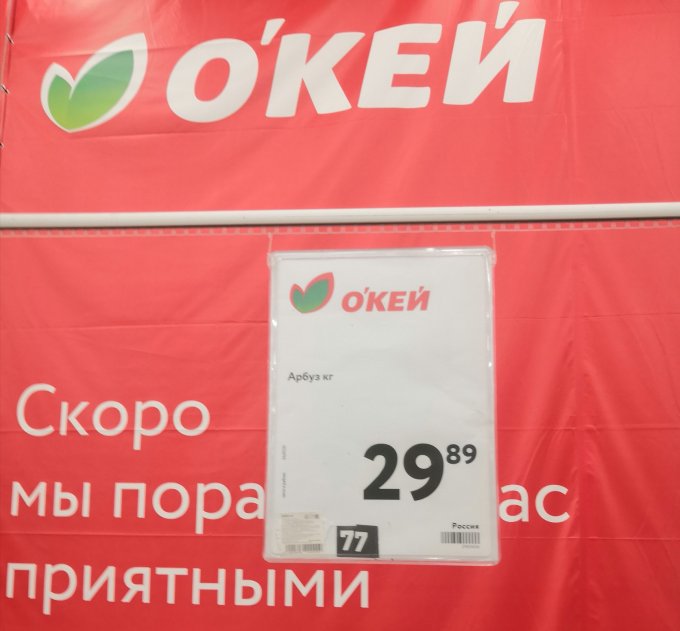 О'КЕЙ
О'КЕЙ
Арбуз кг
29 89
Россия
77
Скоро
мы пора ас
приятными